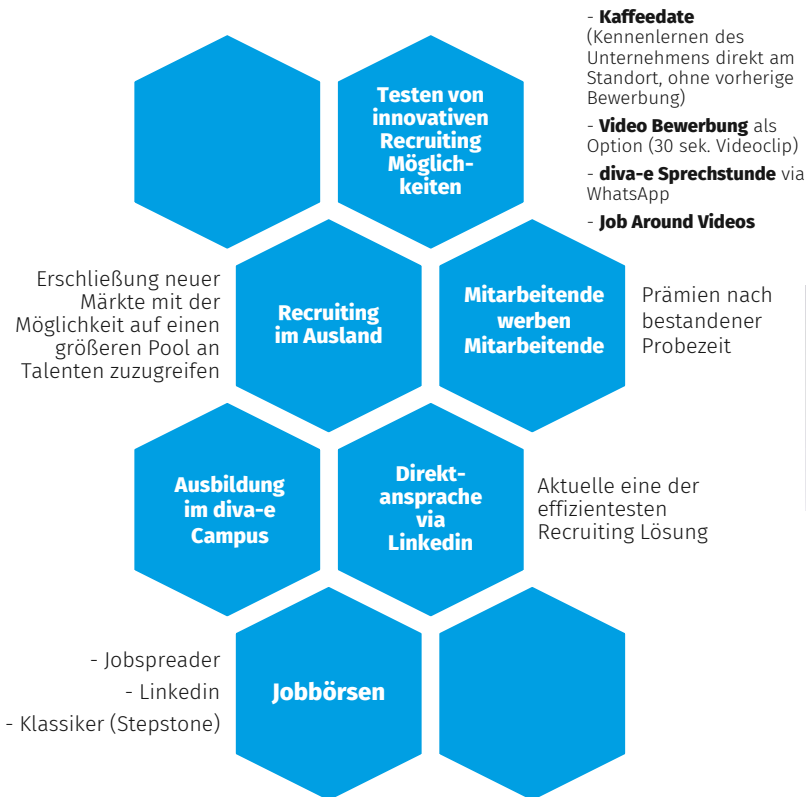 - Kaffeedate
(Kennenlernen des
Unternehmens direkt am
Standort, ohne vorherige
Bewerbung)
- Video Bewerbung als
Option (30 sek. Videoclip)
- diva-e Sprechstunde via
WhatsApp
- Job Around Videos
Testen von
innovativen
Recruiting
Möglich-
keiten
Erschließung neuer
Märkte mit der
Möglichkeit auf einen
größeren Pool an
Talenten zuzugreifen
Recruiting
im Ausland
Mitarbeitende
werben
Mitarbeitende
Prämien nach
bestandener
Probezeit
Ausbildung
im diva-e
Campus
Direkt-
ansprache
via
Linkedin
Aktuelle eine der
effizientesten
Recruiting Lösung
- Jobspreader
- Linkedin
- Klassiker (Stepstone)
Jobbörsen